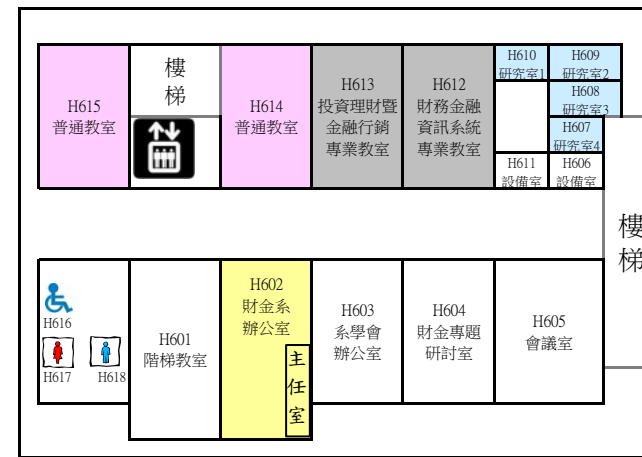 H615
普通教室
樓
梯
H614
普通教室
H613
投資理財暨
金融行銷
專業教室
H612
財務金融
資訊系統
專業教室
H610
研究室1
H609
研究室2
H608
研究室3
H607
研究室4
H611
設備室
H606
設備室
樓
梯
H616
H617
H618
H601
階梯教室
H602
財金系
辦公室
主
任
室
H603
系學會
辦公室
H604
財金專題
研討室
H605
會議室